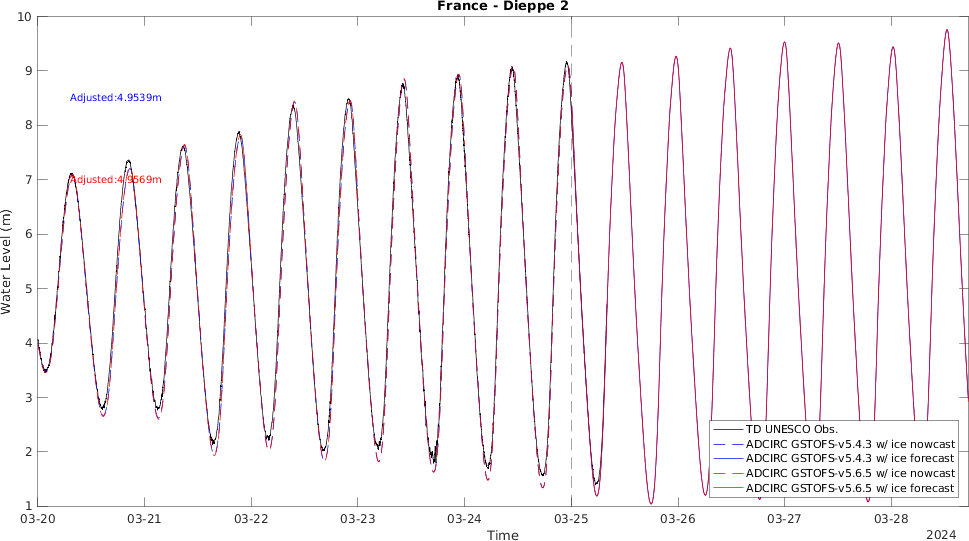 France - Dieppe 2
10
9
8
7
6
5
4
3
2
1
Water Level (m)
Adjusted:4.9539m
Adjusted:4.9569m
TD UNESCO Obs.
ADCIRC GSTOFS-v5.4.3 w/ ice nowcast
ADCIRC GSTOFS-v5.4.3 w/ ice forecast
ADCIRC GSTOFS-v5.6.5 w/ ice nowcast
ADCIRC GSTOFS-v5.6.5 w/ ice forecast
03-20 03-21 03-22 03-23 03-24 03-25 03-26 03-27 03-28
Time
2024